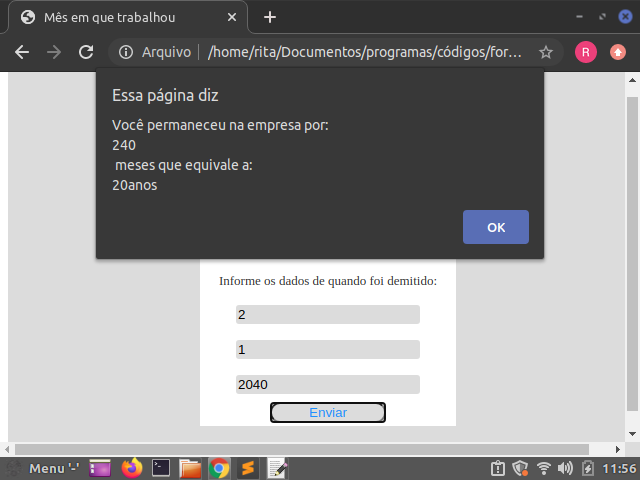 Mês em que trabalhou
Arquivo
/home/rita/Documentos/programas/códigos/for...
R
Essa página diz
Você permaneceu na empresa por:
240
meses que equivale a:
20anos
OK
Informe os dados de quando foi demitido:
2
1
2040
Enviar
Menu '-'
11:56